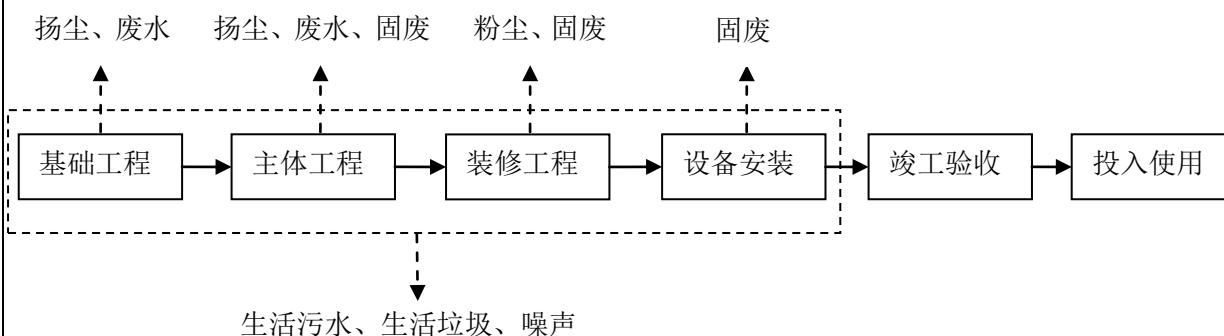 扬尘、废水 扬尘、废水、固废 粉尘、固废 固废
基础工程 主体工程 装修工程 设备安装 竣工验收 投入使用
生活污水、生活垃圾、噪声